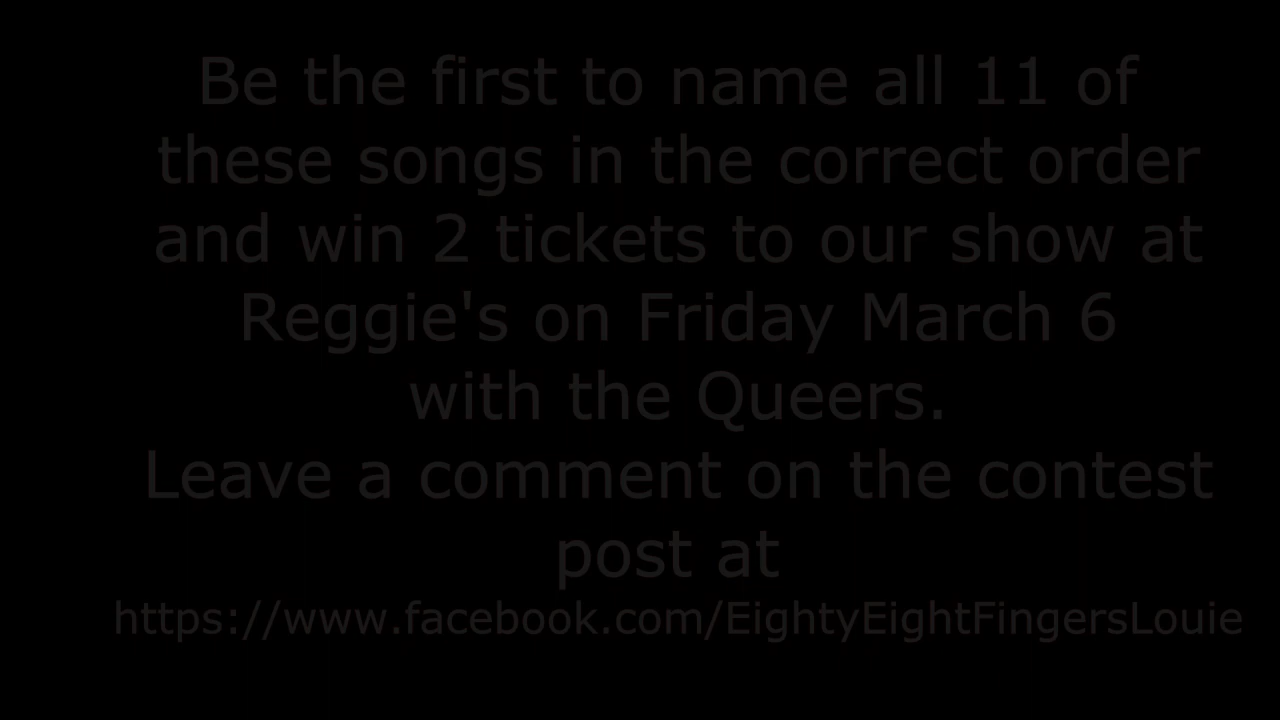 Be the first to name all 11 of
these songs in the correct order
and win 2 tickets to our show at
Reggie's on Friday March 6
with the Queers.
Leave a comment on the contest
post at
https://www.facebook.com/EightyEightFingersLouie